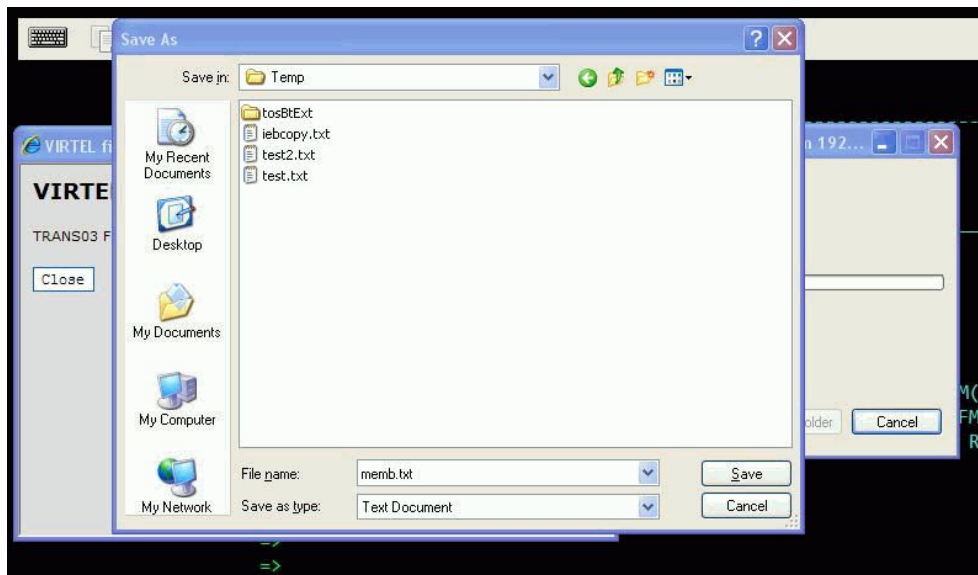 Save As
Save in: Temp
tosBtExt
iebcopy.txt
test2.txt
test.txt
My Recent
Documents
Desktop
My Documents
My Computer
My Network
File name: memb.txt Save
Save as type: Text Document Cancel
VIRTEL fi
VIRTE
TRANS03 F
Close
n 192...
older Cancel
M(
FM
R
=>
=>